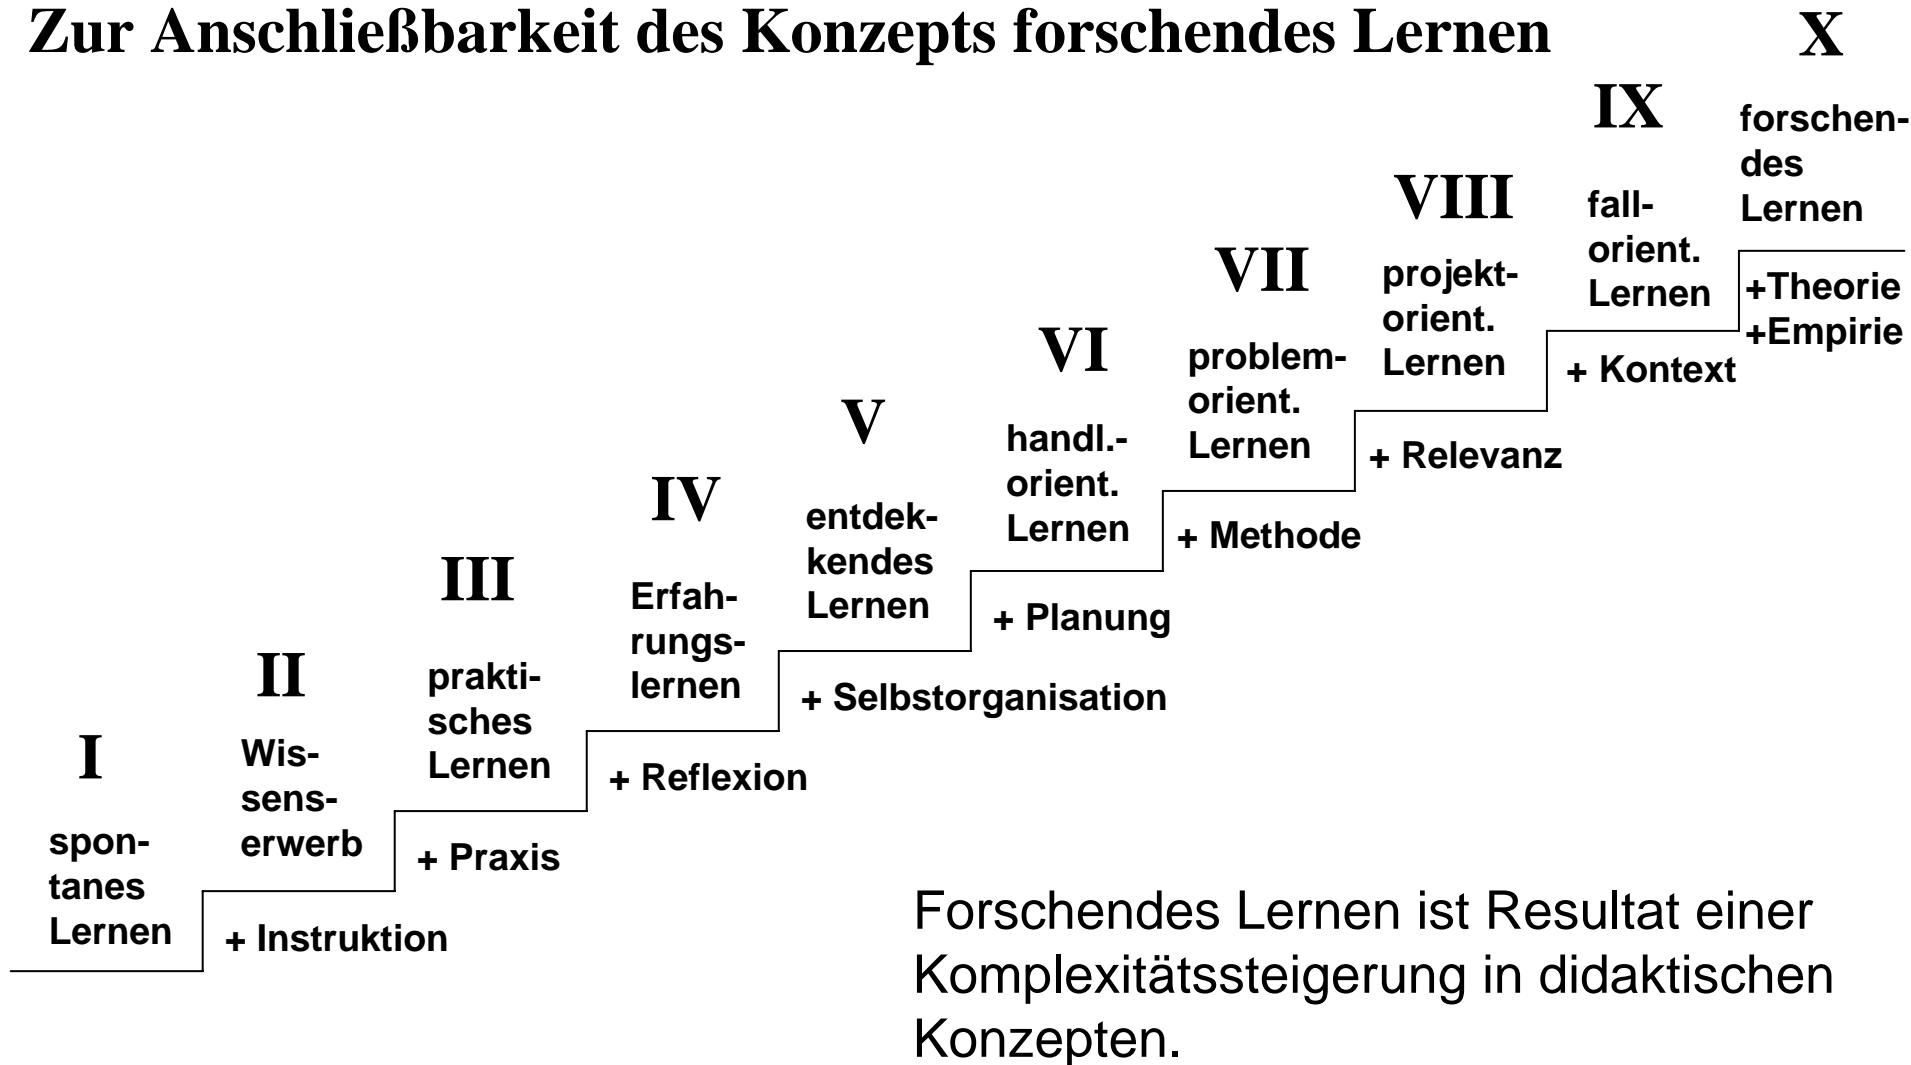 Zur Anschließbarkeit des Konzepts forschendes Lernen
I
spon-
tanes
Lernen
II
Wis-
sens-
erwerb
+ Instruktion
III
prakti-
sches
Lernen
+ Praxis
IV
Erfah-
rungs-
lernen
+ Reflexion
V
entdek-
kendes
Lernen
+ Selbstorganisation
VI
handl.-
orient.
Lernen
+ Planung
VII
problem-
orient.
Lernen
+ Methode
VIII
projekt-
orient.
Lernen
+ Relevanz
IX
fall-
orient.
Lernen
+ Kontext
X
forschen-
des
Lernen
+Theorie
+Empirie
Forschendes Lernen ist Resultat einer
Komplexitätssteigerung in didaktischen
Konzepten.